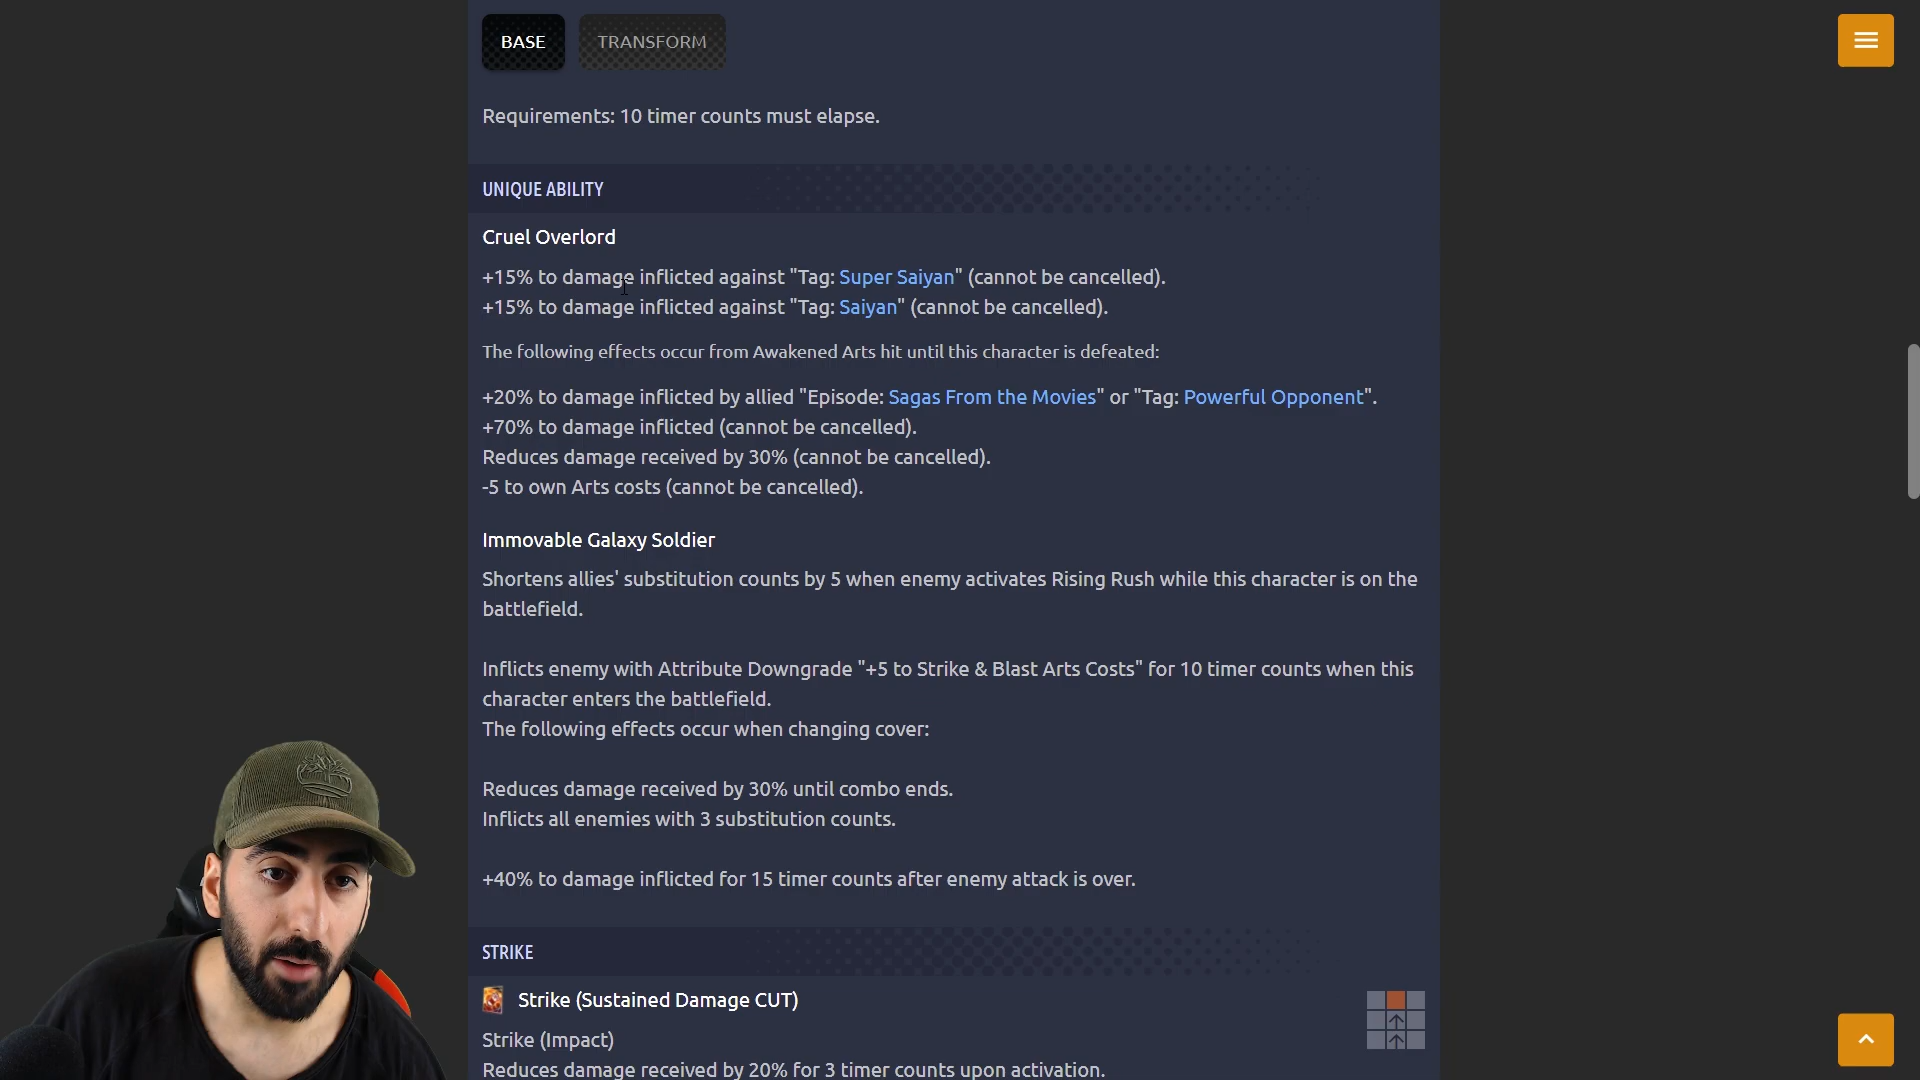 BASE
TRANSFORM
Requirements: 10 timer counts must elapse.
UNIQUE ABILITY
Cruel Overlord
+15% to damage inflicted against "Tag: Super Saiyan" (cannot be cancelled).
+15% to damage inflicted against "Tag: Saiyan" (cannot be cancelled).
The following effects occur from Awakened Arts hit until this character is defeated:
+20% to damage inflicted by allied "Episode: Sagas From the Movies" or "Tag: Powerful Opponent".
+70% to damage inflicted (cannot be cancelled).
Reduces damage received by 30% (cannot be cancelled).
-5 to own Arts costs (cannot be cancelled).
Immovable Galaxy Soldier
Shortens allies' substitution counts by 5 when enemy activates Rising Rush while this character is on the
battlefield.
Inflicts enemy with Attribute Downgrade "+5 to Strike & Blast Arts Costs" for 10 timer counts when this
character enters the battlefield.
The following effects occur when changing cover:
Reduces damage received by 30% until combo ends.
Inflicts all enemies with 3 substitution counts.
+40% to damage inflicted for 15 timer counts after enemy attack is over.
STRIKE
Strike (Sustained Damage CUT)
Strike (Impact)
Reduces damage received by 20% for 3 timer counts upon activation.